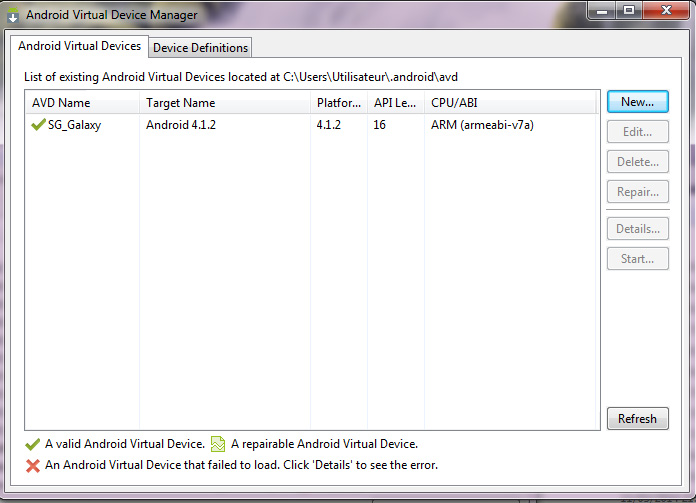 Android Virtual Device Manager
Android Virtual Devices
Device Definitions
List of existing Android Virtual Devices located at C:\Users\Utilisateur\.android\avd
AVD Name Target Name Platfor... API Le... CPU/ABI
SG_Galaxy Android 4.1.2 4.1.2 16 ARM (armeabi-v7a)
New...
Edit...
Delete...
Repair...
Details...
Start...
Refresh
A valid Android Virtual Device. A repairable Android Virtual Device.
An Android Virtual Device that failed to load. Click 'Details' to see the error.